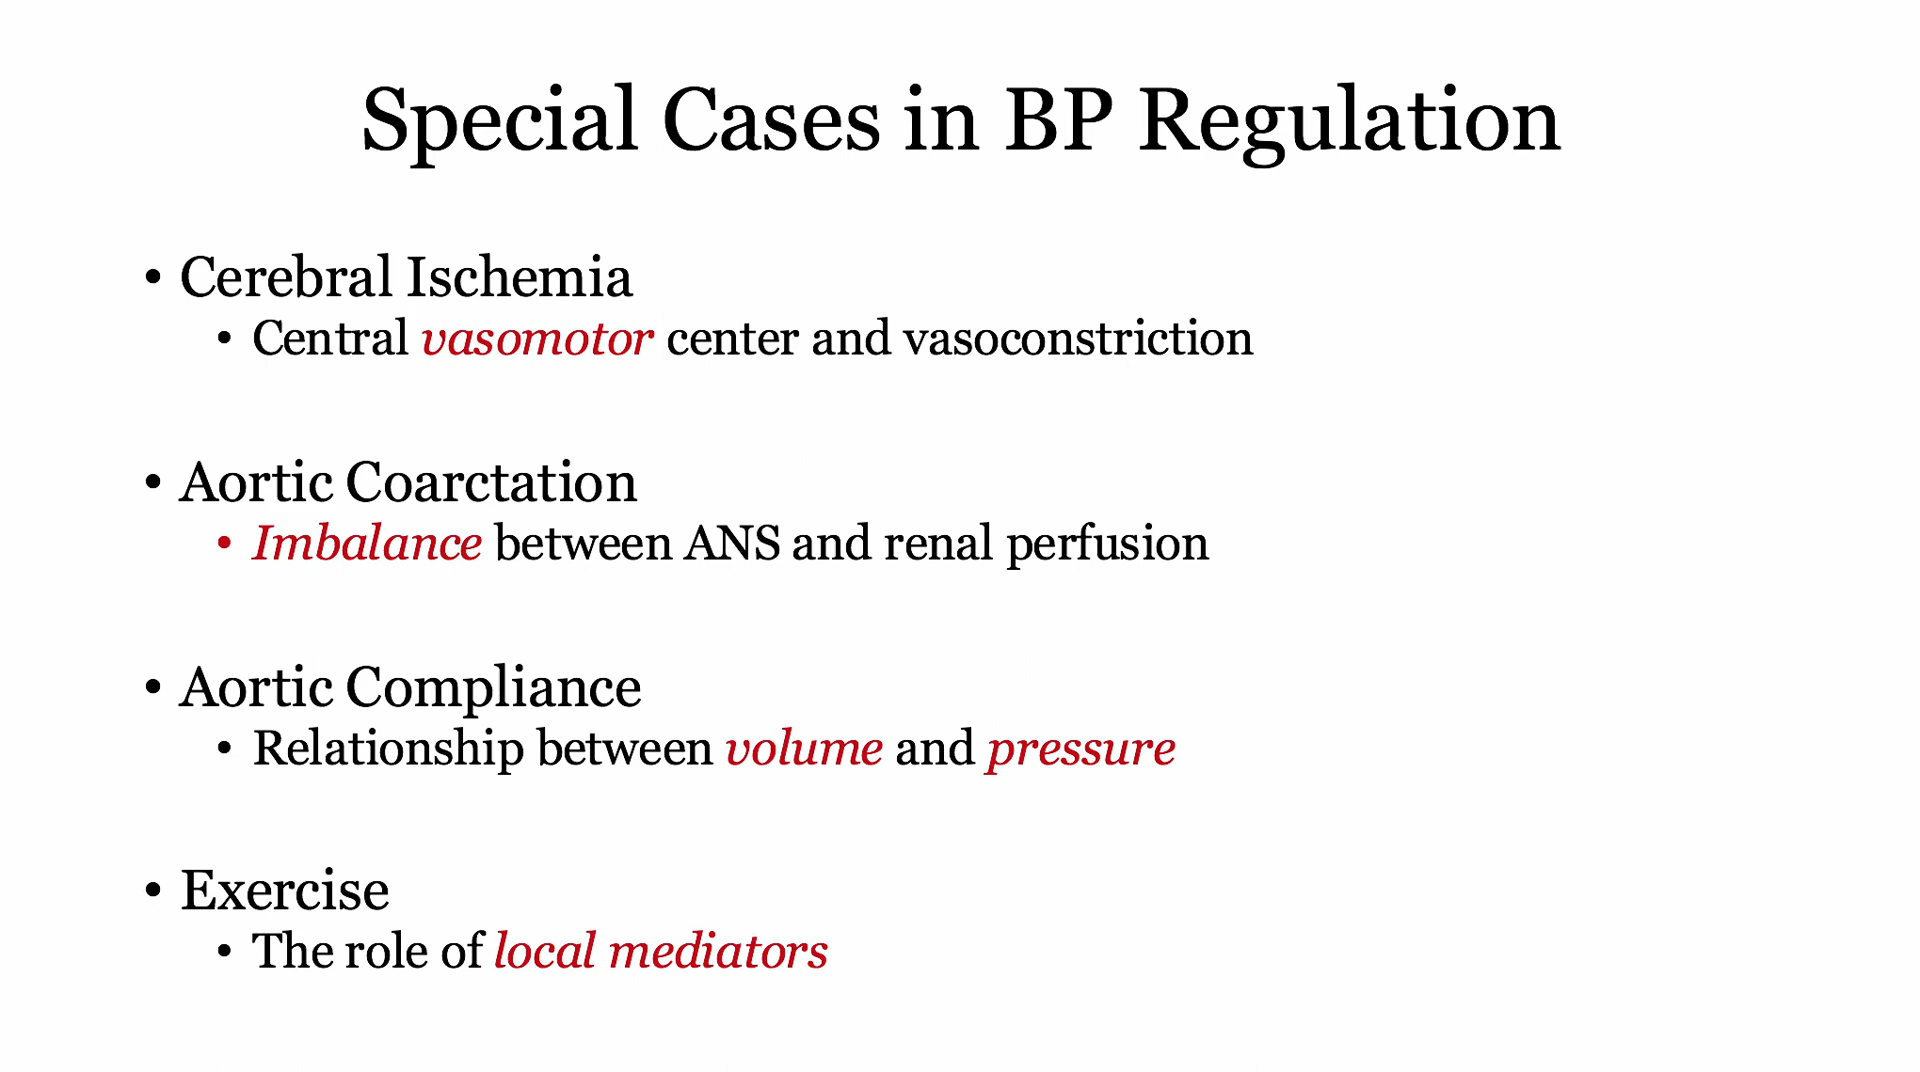 Special Cases in BP Regulation
• Cerebral Ischemia
• Central vasomotor center and vasoconstriction
• Aortic Coarctation
• Imbalance between ANS and renal perfusion
• Aortic Compliance
• Relationship between volume and pressure
• Exercise
• The role of local mediators